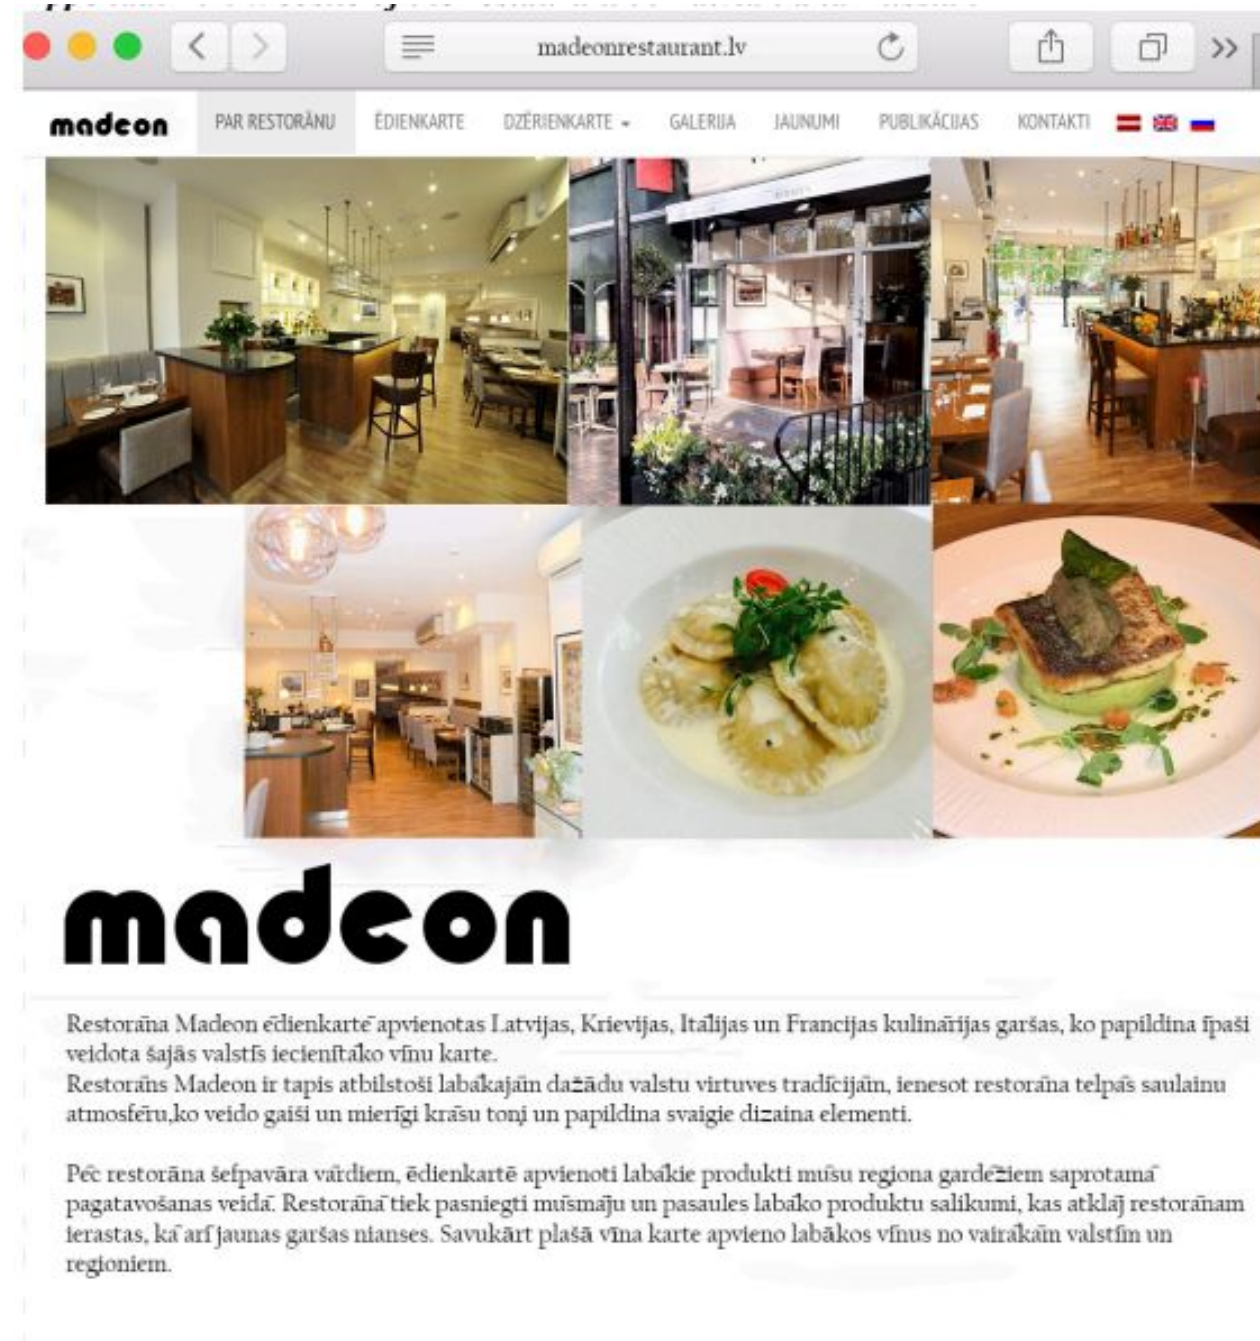 madeonrestaurant.lv
madeon PAR RESTORĀNU ĒDIENKARTE DZĒRIENKARTE GALERIJA JAUNUMI PUBLIKĀCIJAS KONTAKTI
madeon
Restorāna Madeon ēdienkartē apvienotas Latvijas, Krievijas, Itālijas un Francijas kulinārijas garšas, ko papildina īpaši
veidota šajās valstīs iecienītāko vīnu karte.
Restorāns Madeon ir tapis atbilstoši labākajām dažādu valstu virtuves tradīcijām, ienesot restorāna telpās saulainu
atmosfēru,ko veido gaiši un mierīgi krāsu toņi un papildina svaigie dizaina elementi.
Pēc restorāna šefpavāra vārdiem, ēdienkartē apvienoti labākie produkti mūsu regiona gardēžiem saprotamā
pagatavošanas veidā. Restorānā tiek pasniegti mūsmāju un pasaules labāko produktu salikumi, kas atklāj restorānam
ierastas, kā arī jaunas garšas nianses. Savukārt plašā vīna karte apvieno labākos vīnus no vairākām valstīm un
regioniem.